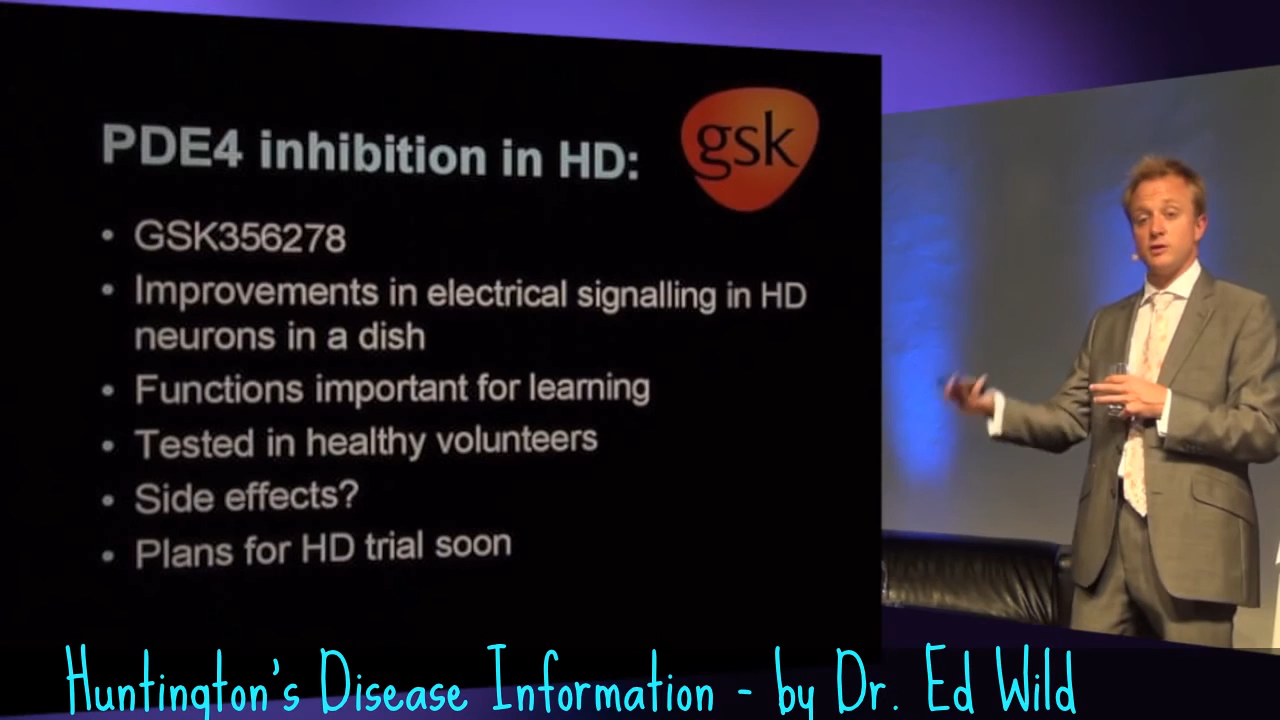 PDE4 inhibition in HD:
gsk
• GSK356278
• Improvements in electrical signalling in HD
neurons in a dish
• Functions important for learning
• Tested in healthy volunteers
• Side effects?
• Plans for HD trial soon
Huntington's Disease Information - by Dr. Ed Wild